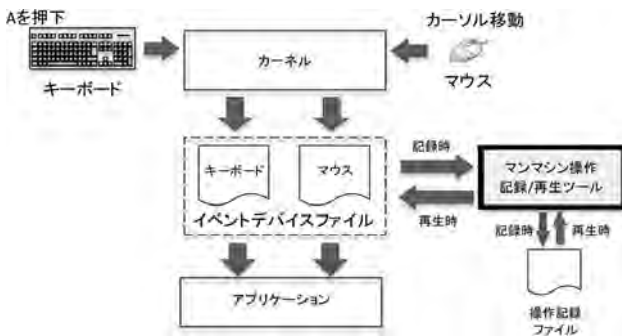 Aを押下
キーボード
カーネル
カーソル移動
マウス
キーボード
マウス
イベントデバイスファイル
記録時
再生時
マンマシン操作
記録/再生ツール
記録時
再生時
操作記録
ファイル
アプリケーション